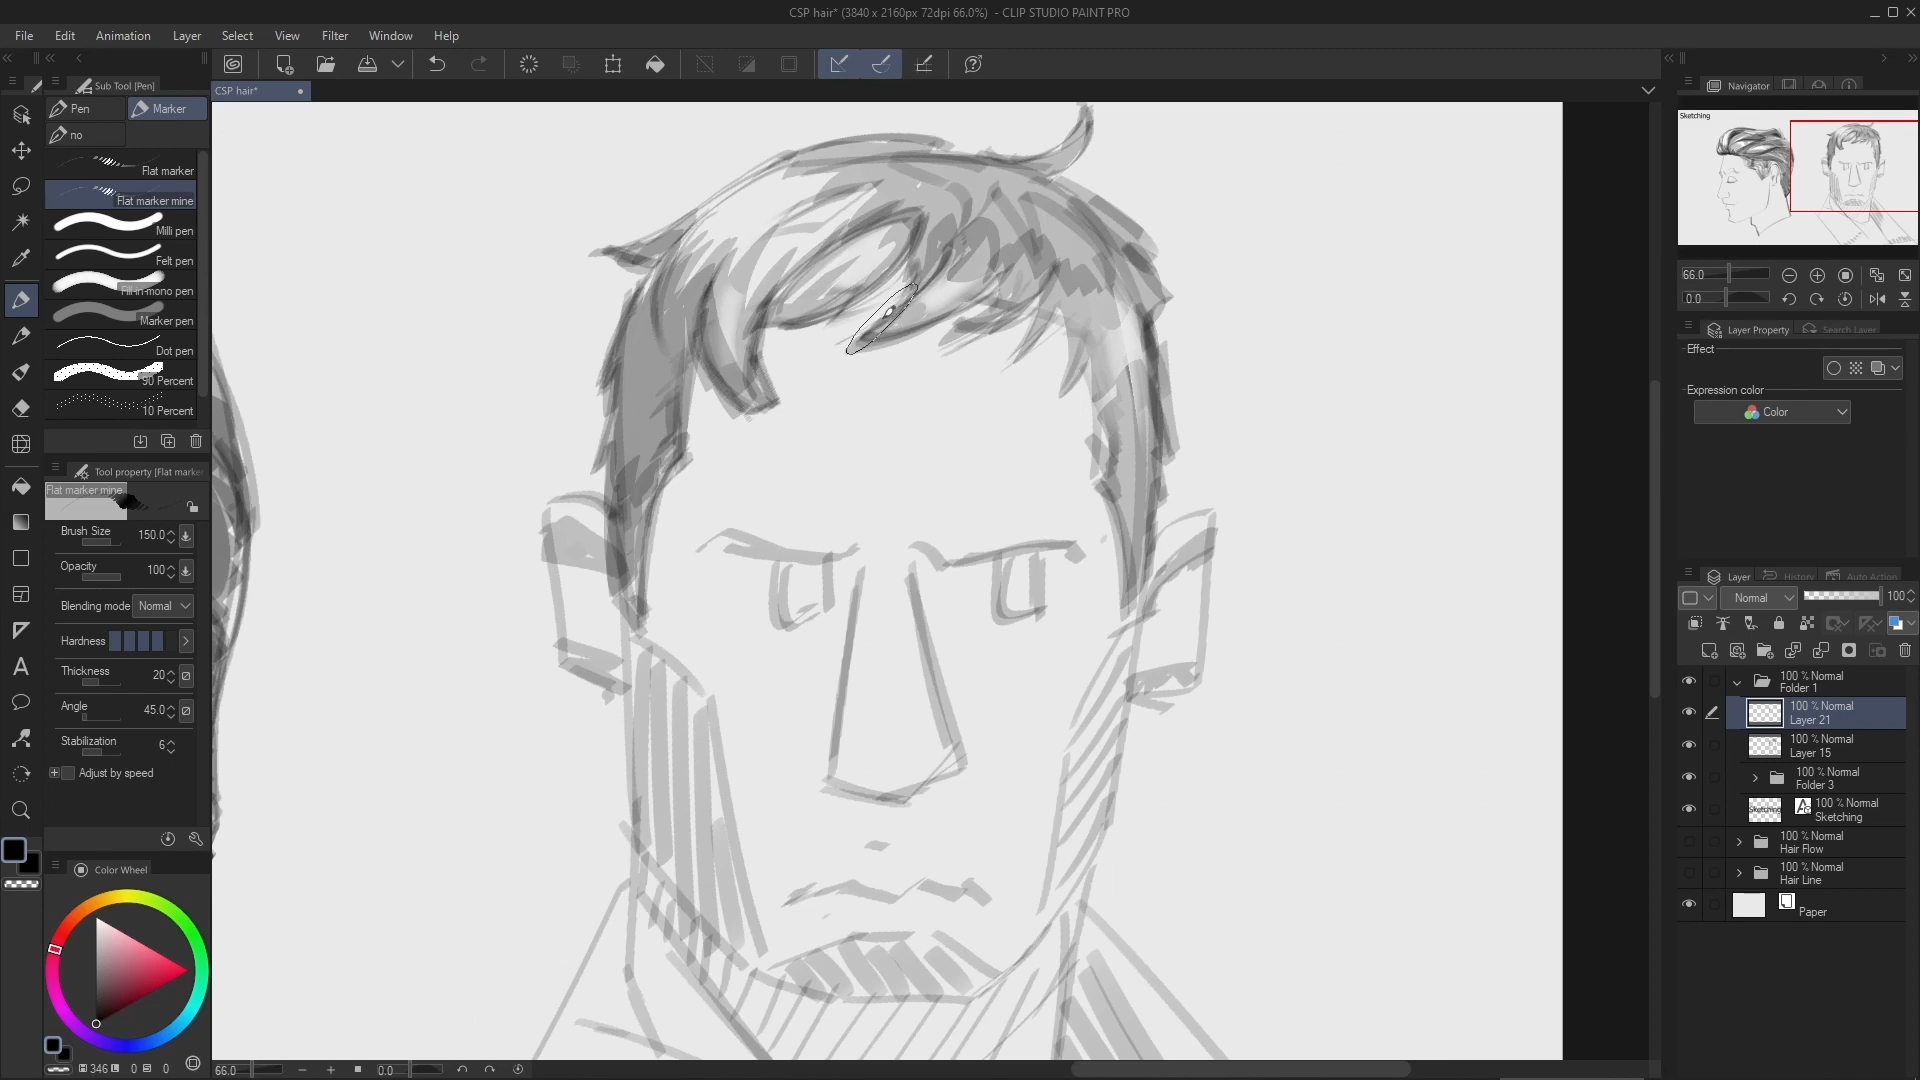 CSP hair* (3840 x 2160px 72dpi 66.0%) - CLIP STUDIO PAINT PRO
File Edit Animation Layer Select View Filter Window Help
Sub Tool [Pen]
Pen
Marker
no
Flat marker
Flat marker mine
Milli pen
Felt pen
Fill-in-mono pen
Marker pen
Dot pen
90 Percent
10 Percent
Tool property [Flat marker
Flat marker mine
Brush Size 150.0
Opacity 100
Blending mode Normal
Hardness
Thickness 20
Angle 45.0
Stabilization 6
Adjust by speed
Color Wheel
346 0 0
CSP hair*
66.0
0.0
Navigator
Sketching
66.0
0.0
Layer Property Search Layer
Effect
Expression color
Color
Layer History Auto Action
Normal 100
100 % Normal
Folder 1
100 % Normal
Layer 21
100 % Normal
Layer 15
100 % Normal
Folder 3
Sketching
A
100 % Normal
Sketching
100 % Normal
Hair Flow
100 % Normal
Hair Line
Paper